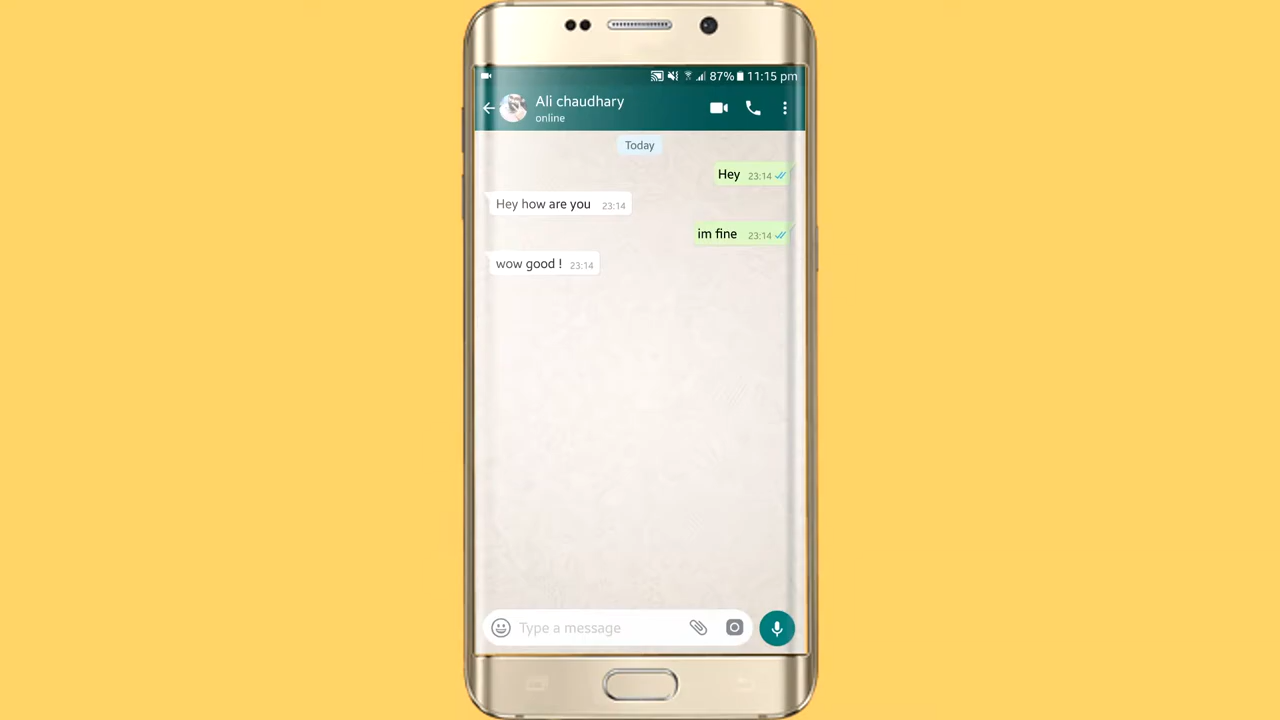 87% 11:15 pm
Ali chaudhary
online
Today
Hey 23:14
Hey how are you 23:14
im fine 23:14
wow good ! 23:14
Type a message